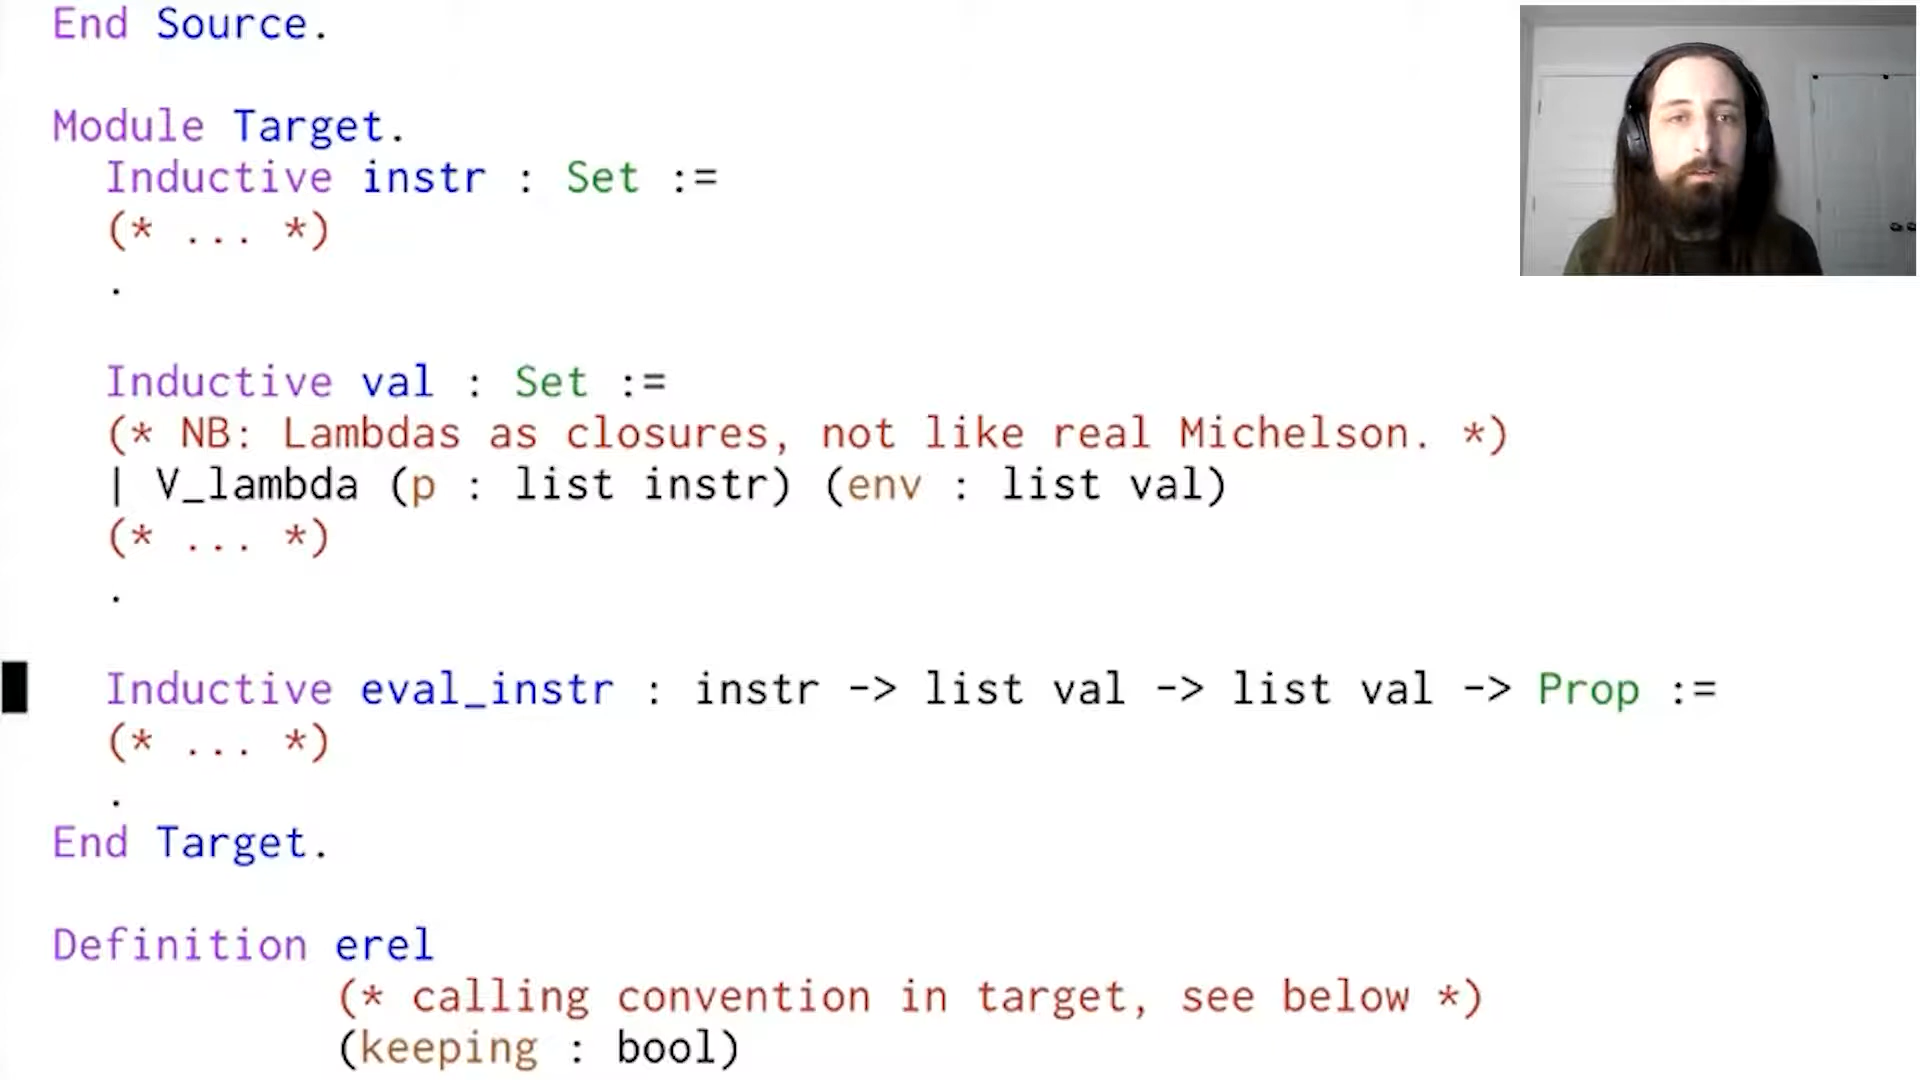 End Source.
Module Target.
Inductive instr : Set :=
(* ... *)
.
Inductive val : Set :=
(* NB: Lambdas as closures, not like real Michelson. *)
| V_lambda (p : list instr) (env : list val)
(* ... *)
.
Inductive eval_instr : instr -> list val -> list val -> Prop :=
(* ... *)
.
End Target.
Definition erel
(* calling convention in target, see below *)
(keeping : bool)